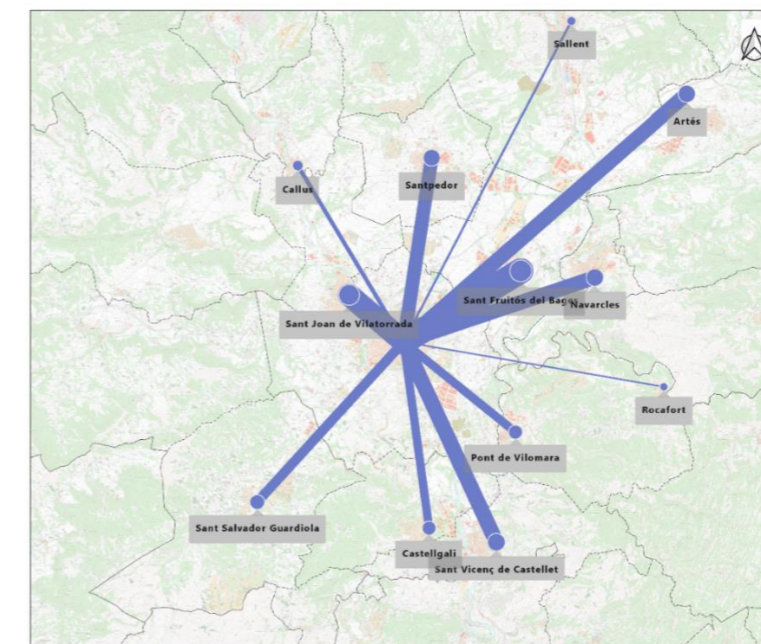 Sallent
Artés
Callus
Santpedor
Sant Fruitós del Bages
Navarcles
Sant Joan de Vilatorrada
Rocafort
Pont de Vilomara
Sant Salvador Guardiola
Castellgalí
Sant Vicenç de Castellet